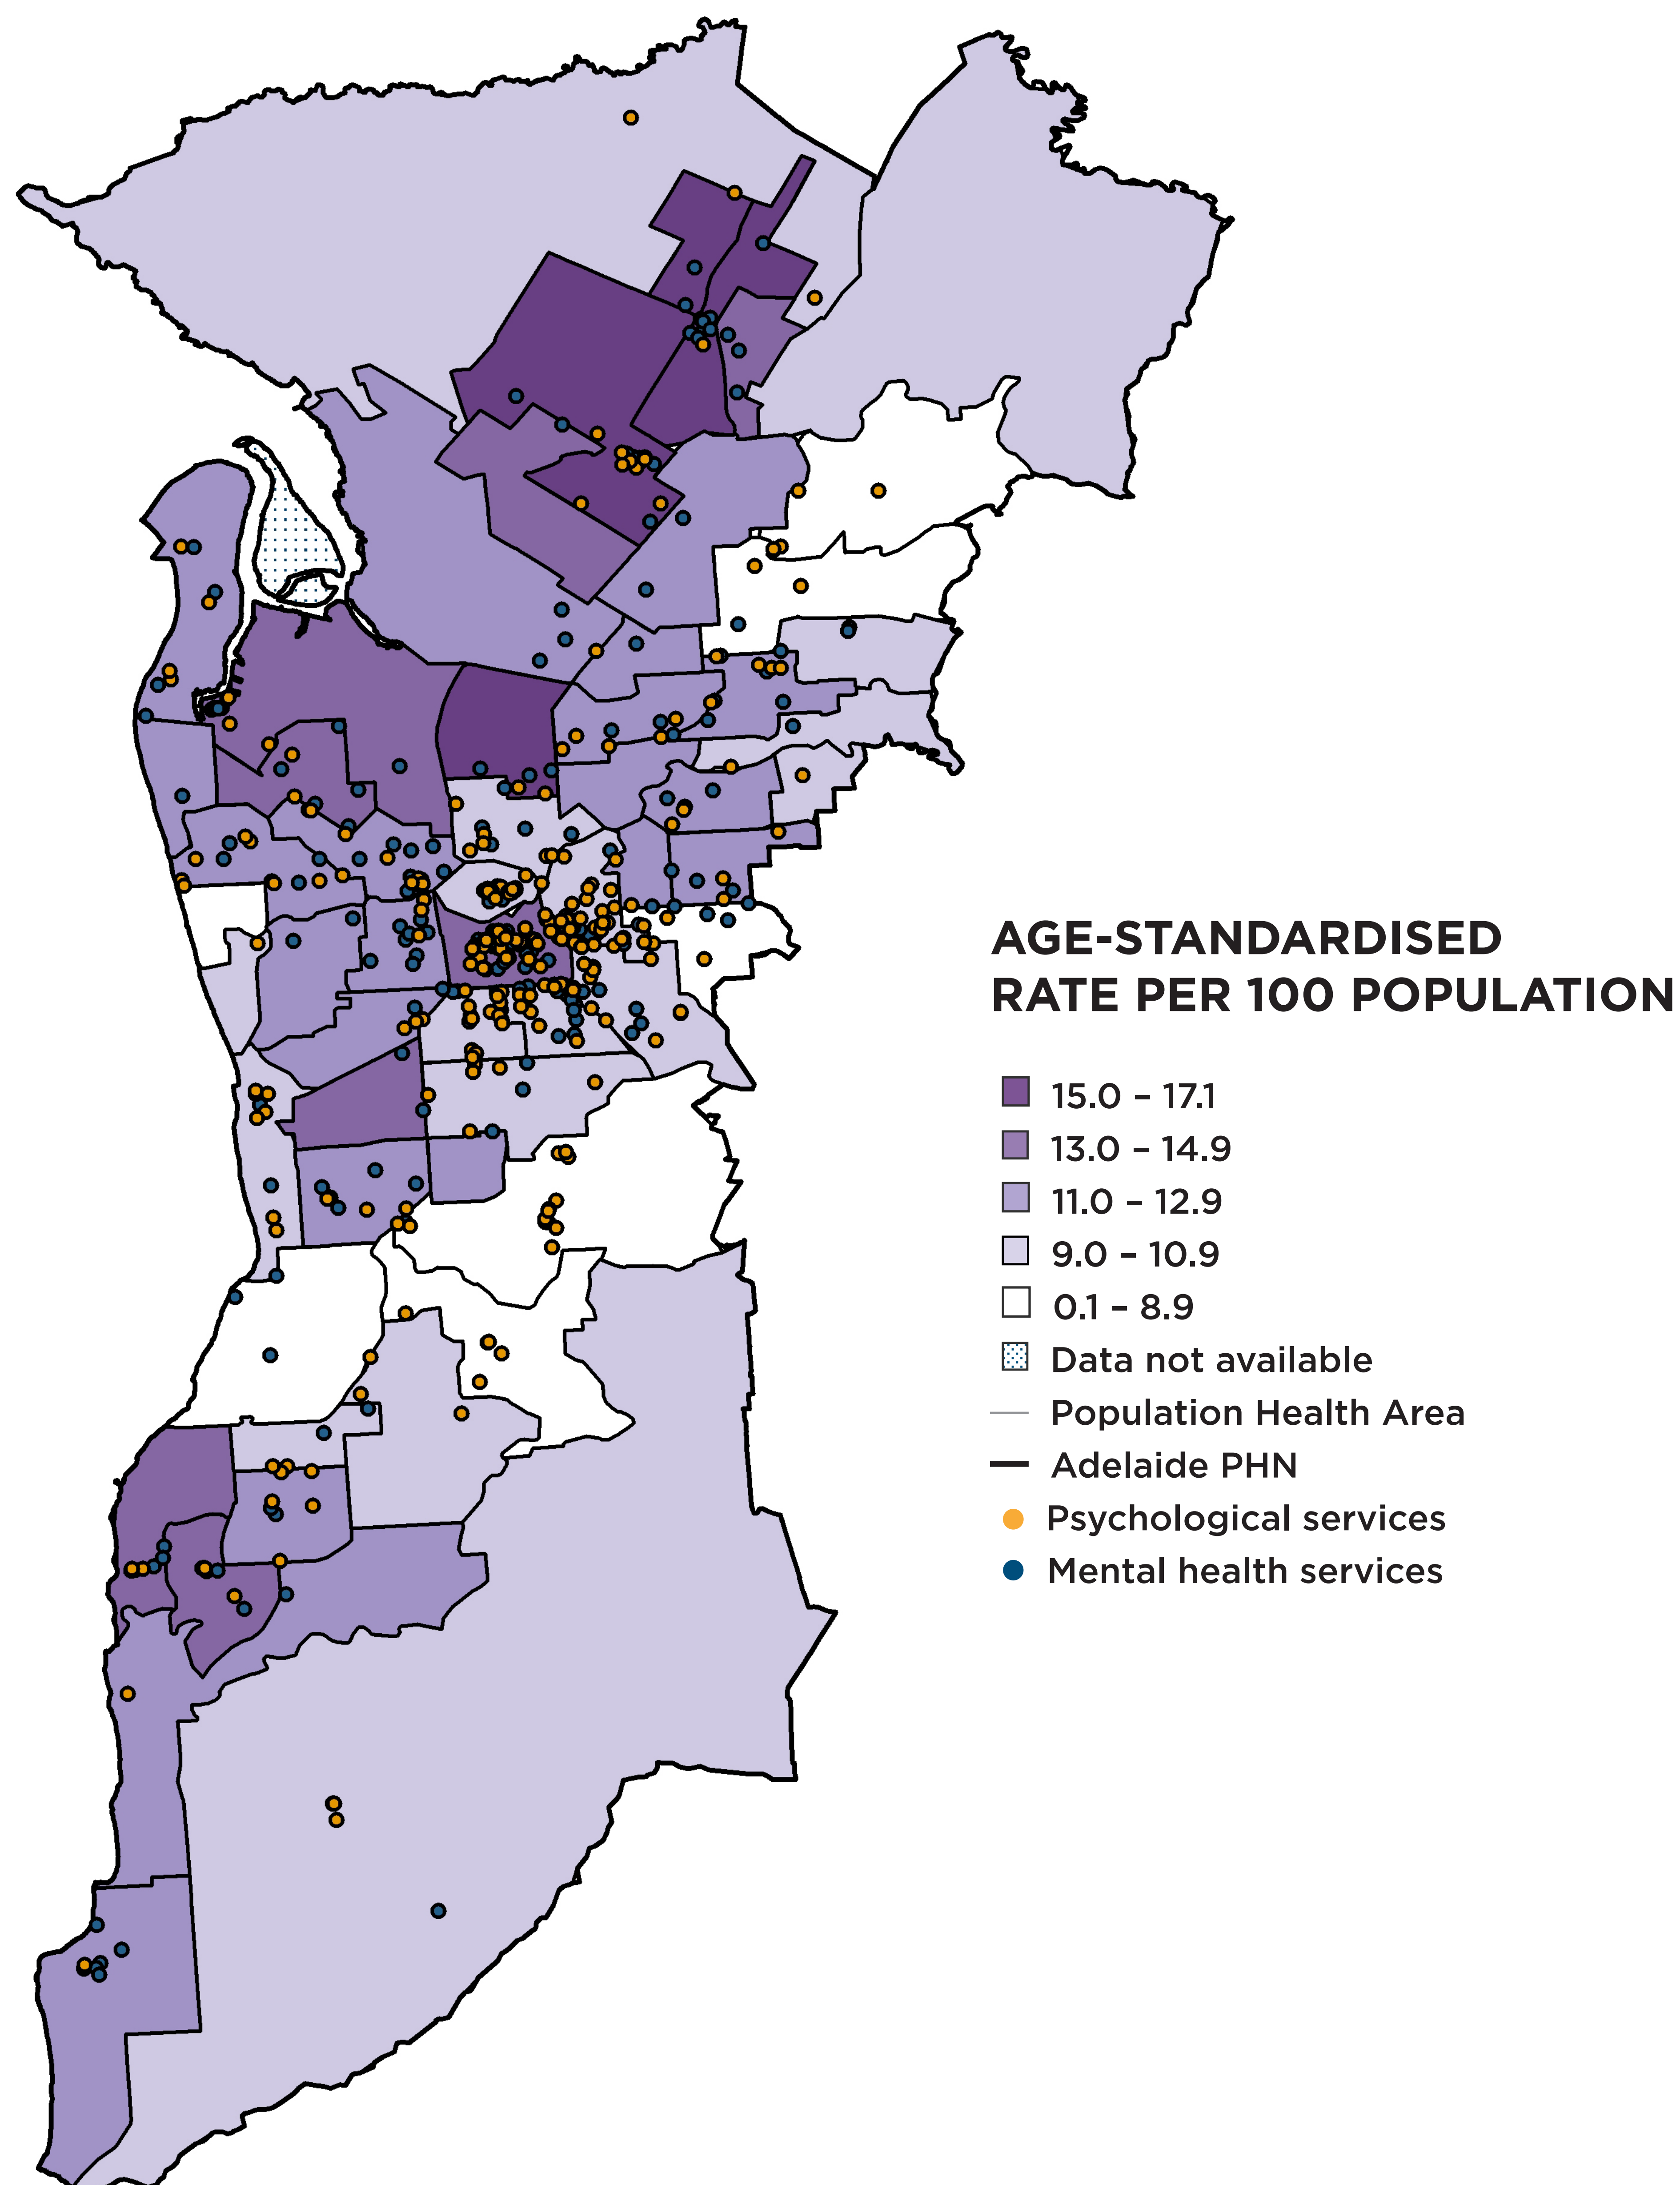 AGE-STANDARDISED
RATE PER 100 POPULATION
15.0 – 17.1
13.0 – 14.9
11.0 – 12.9
9.0 – 10.9
0.1 – 8.9
Data not available
Population Health Area
Adelaide PHN
Psychological services
Mental health services